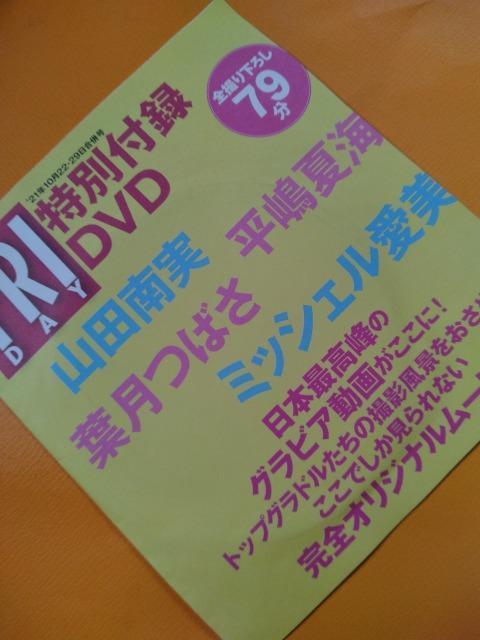 '21年10月22・29日合併号
全撮り下ろし
79分
FRI
DAY
特別付録
DVD
山田南実
平嶋夏海
葉月つばさ
ミッシェル愛美
日本最高峰の
グラビア動画がここに!
トップグラドルたちの撮影風景をおさ
ここでしか見られない
完全オリジナルムー